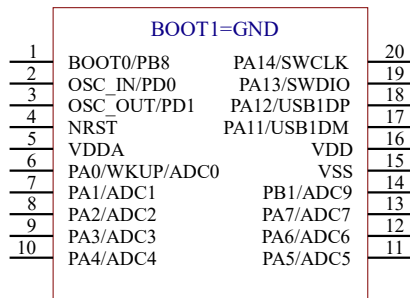 BOOT1=GND
1 BOOT0/PB8 PA14/SWCLK 20
2 OSC_IN/PD0 PA13/SWDIO 19
3 OSC_OUT/PD1 PA12/USB1DP 18
4 NRST PA11/USB1DM 17
5 VDDA VDD 16
6 PA0/WKUP/ADC0 VSS 15
7 PA1/ADC1 PB1/ADC9 14
8 PA2/ADC2 PA7/ADC7 13
9 PA3/ADC3 PA6/ADC6 12
10 PA4/ADC4 PA5/ADC5 11